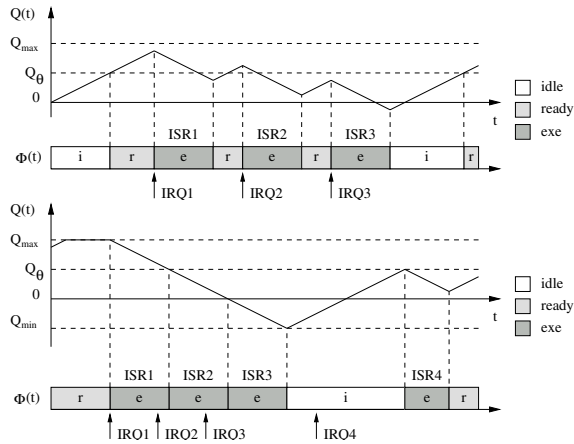 Q(t)
Qmax
Qθ
0
t
idle
ready
exe
ISR1 ISR2 ISR3
Φ(t) i r e r e r e i r
IRQ1 IRQ2 IRQ3
Q(t)
Qmax
Qθ
0
Qmin
t
idle
ready
exe
ISR1 ISR2 ISR3 ISR4
Φ(t) r e e e i e r
IRQ1 IRQ2 IRQ3 IRQ4